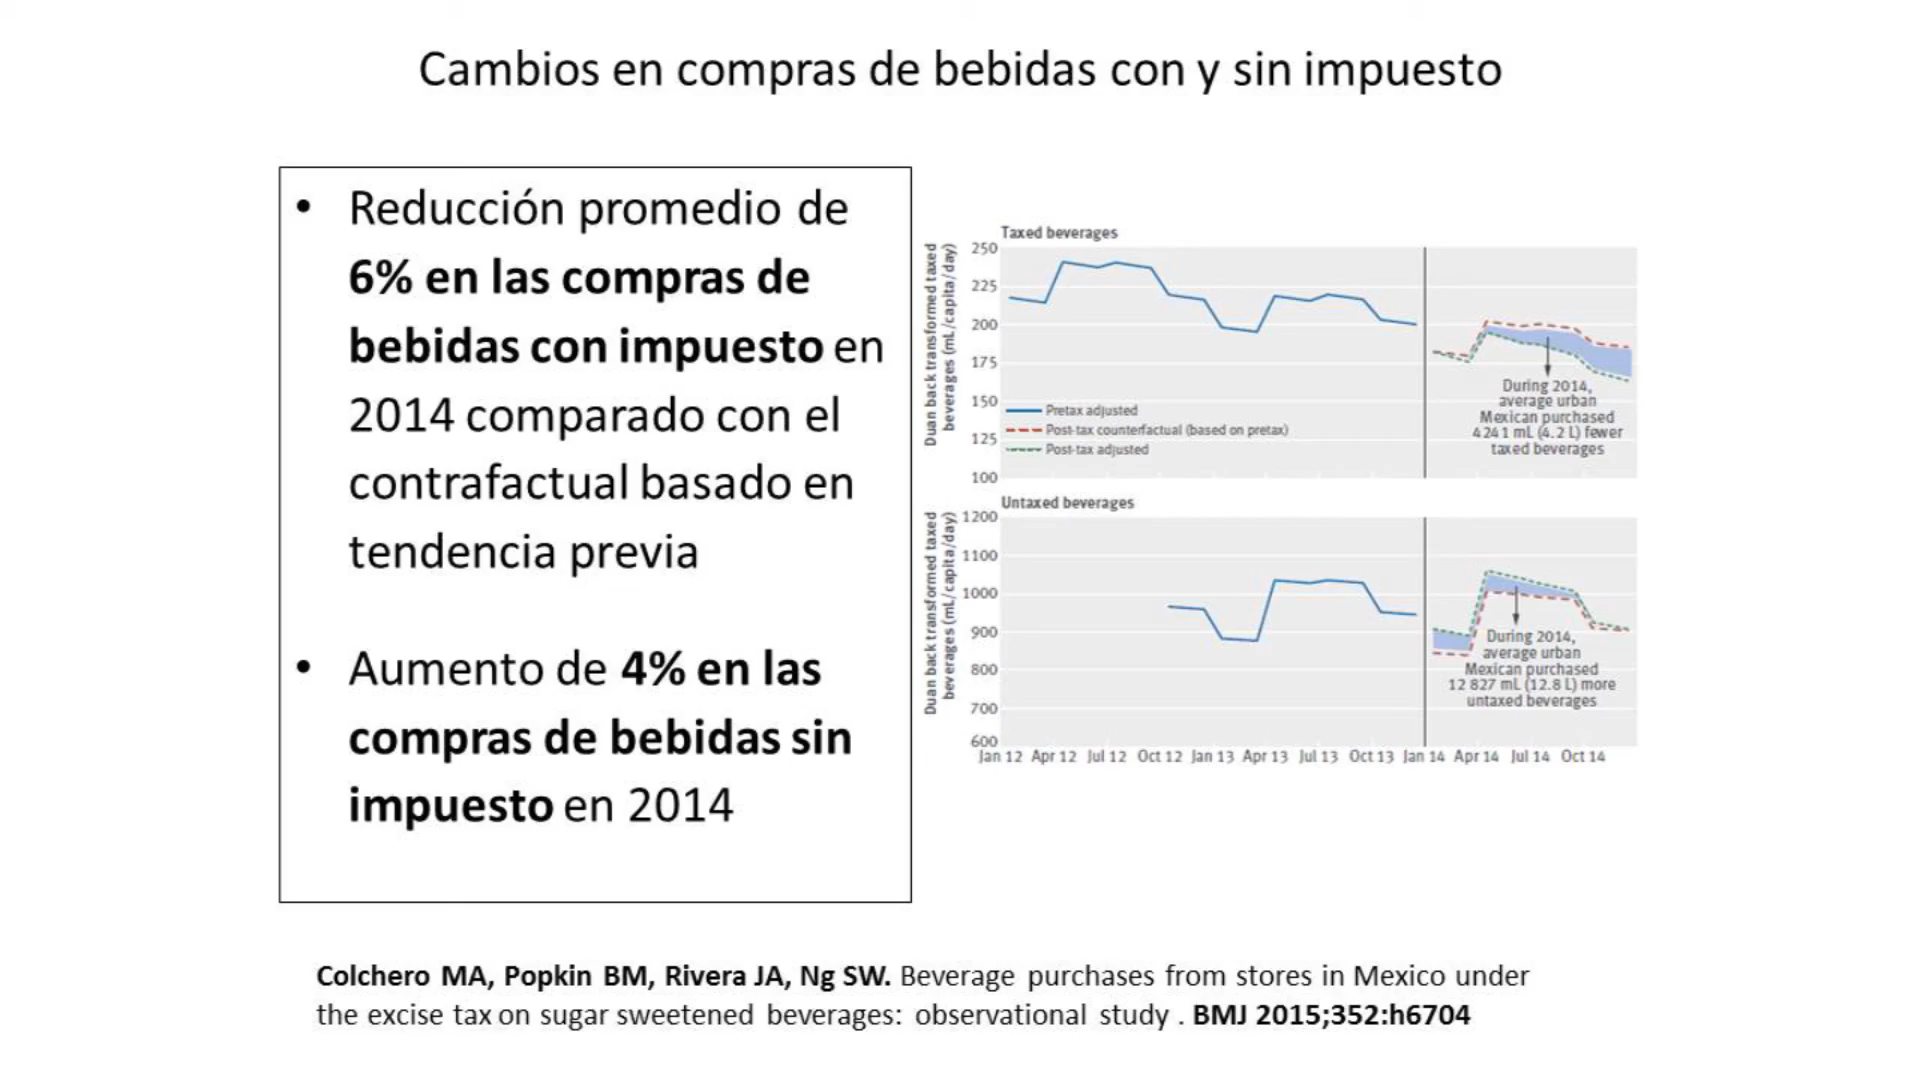 Cambios en compras de bebidas con y sin impuesto
• Reducción promedio de
6% en las compras de
bebidas con impuesto en
2014 comparado con el
contrafactual basado en
tendencia previa
• Aumento de 4% en las
compras de bebidas sin
impuesto en 2014
Taxed beverages
Duan back transformed taxed
beverages (mL/capita/day)
250
225
200
175
150
125
100
Pretax adjusted
Post-tax counterfactual (based on pretax)
Post-tax adjusted
During 2014,
average urban
Mexican purchased
4241 mL (4.2 L) fewer
taxed beverages
Untaxed beverages
Duan back transformed taxed
beverages (mL/capita/day)
1200
1100
1000
900
800
700
600
During 2014,
average urban
Mexican purchased
12 827 mL (12.8 L) more
untaxed beverages
Jan 12 Apr 12 Jul 12 Oct 12 Jan 13 Apr 13 Jul 13 Oct 13 Jan 14 Apr 14 Jul 14 Oct 14
Colchero MA, Popkin BM, Rivera JA, Ng SW. Beverage purchases from stores in Mexico under
the excise tax on sugar sweetened beverages: observational study . BMJ 2015;352:h6704